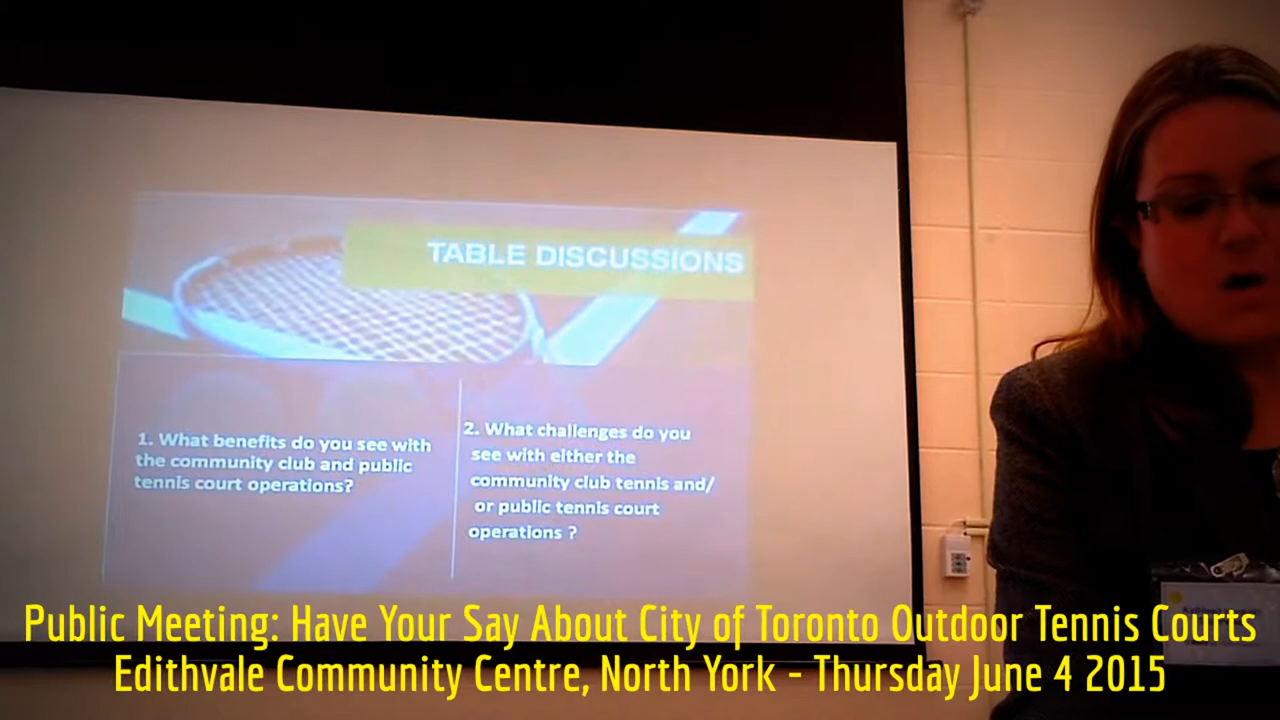 TABLE DISCUSSIONS
1. What benefits do you see with
the community club and public
tennis court operations?
2. What challenges do you
see with either the
community club tennis and/
or public tennis court
operations ?
Public Meeting: Have Your Say About City of Toronto Outdoor Tennis Courts
Edithvale Community Centre, North York - Thursday June 4 2015